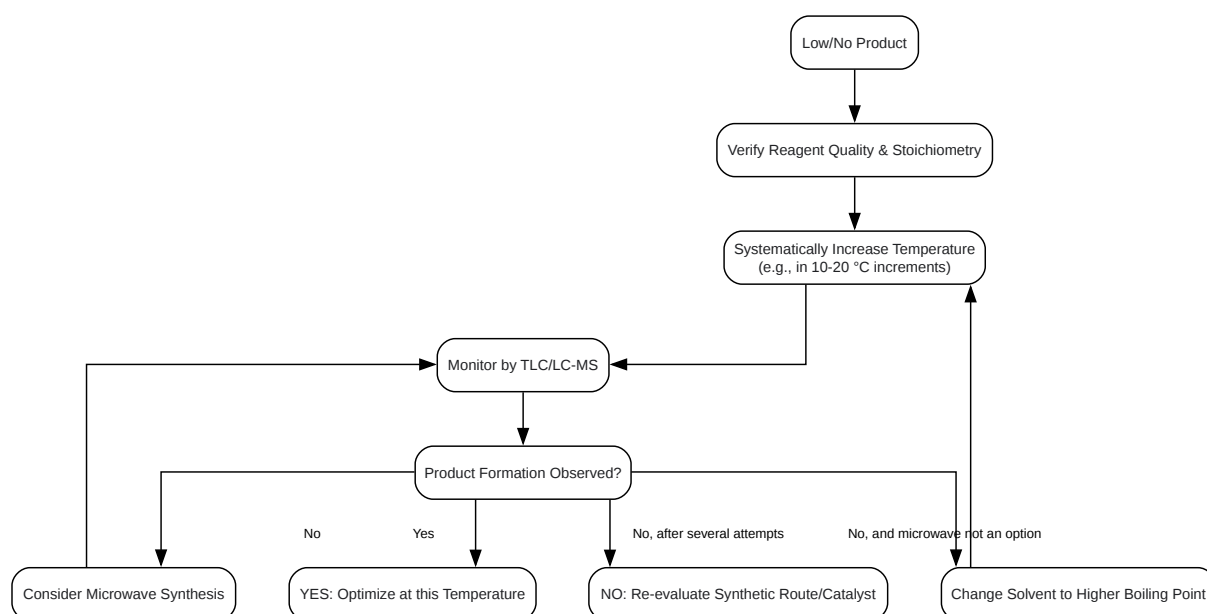 Low/No Product
Verify Reagent Quality & Stoichiometry
Systematically Increase Temperature
(e.g., in 10-20 °C increments)
Monitor by TLC/LC-MS
Product Formation Observed?
No
Yes
No, after several attempts
No, and microwave not an option
Consider Microwave Synthesis
YES: Optimize at this Temperature
NO: Re-evaluate Synthetic Route/Catalyst
Change Solvent to Higher Boiling Point